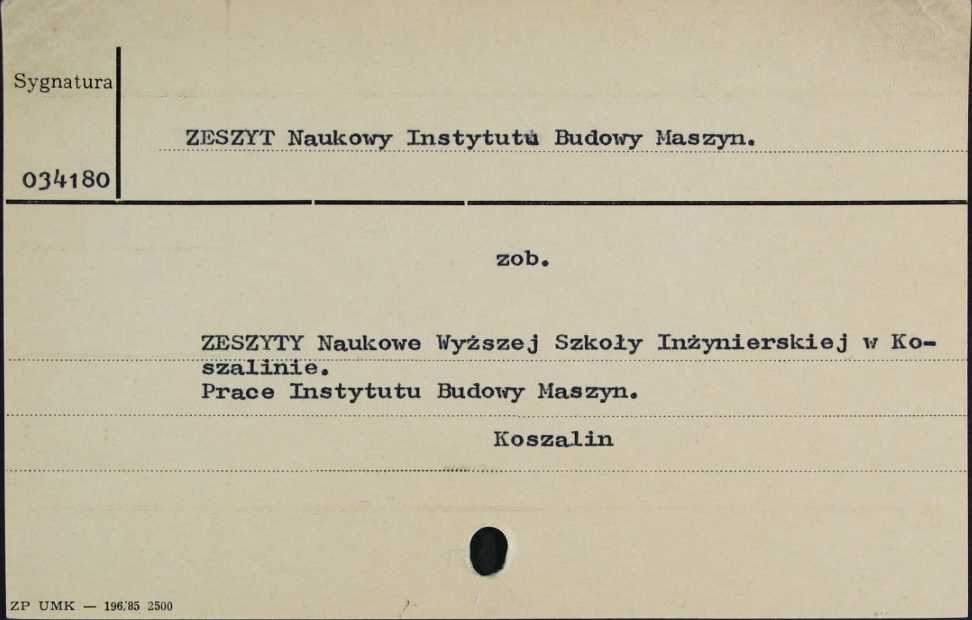 Sygnatura
ZESZYT Naukowy Instytutu Budowy Maszyn.
034180
zob.
ZESZYTY Naukowe Wyższej Szkoły Inżynierskiej w Ko-
szalinie.
Prace Instytutu Budowy Maszyn.
Koszalin
ZP UMK — 196/85 2500